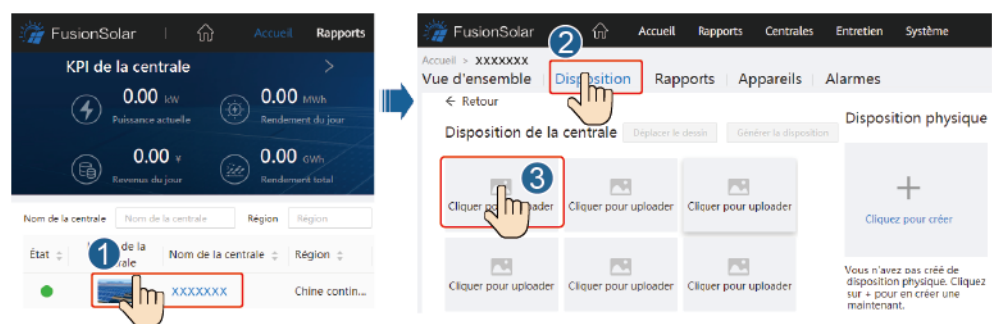 FusionSolar
Accueil
Rapports
KPI de la centrale
0.00 kW
Puissance actuelle
0.00 MWh
Rendement du jour
0.00 ¥
Revenus du jour
0.00 GWh
Rendement total
Nom de la centrale
Nom de la centrale
Région
Région
État
de la
Nom de la centrale
Région
1
XXXXXXX
Chine contin...
FusionSolar
Accueil
Rapports
Centrales
Entretien
Système
2
Accueil > XXXXXXX
Vue d'ensemble
Disposition
Rapports
Appareils
Alarmes
← Retour
Disposition de la centrale
Déplacer le dessin
Générer la disposition
Disposition physique
3
Cliquer pour uploader
Cliquer pour uploader
Cliquer pour uploader
Cliquez pour créer
Cliquer pour uploader
Cliquer pour uploader
Cliquer pour uploader
Vous n'avez pas créé de
disposition physique. Cliquez
sur + pour en créer une
maintenant.